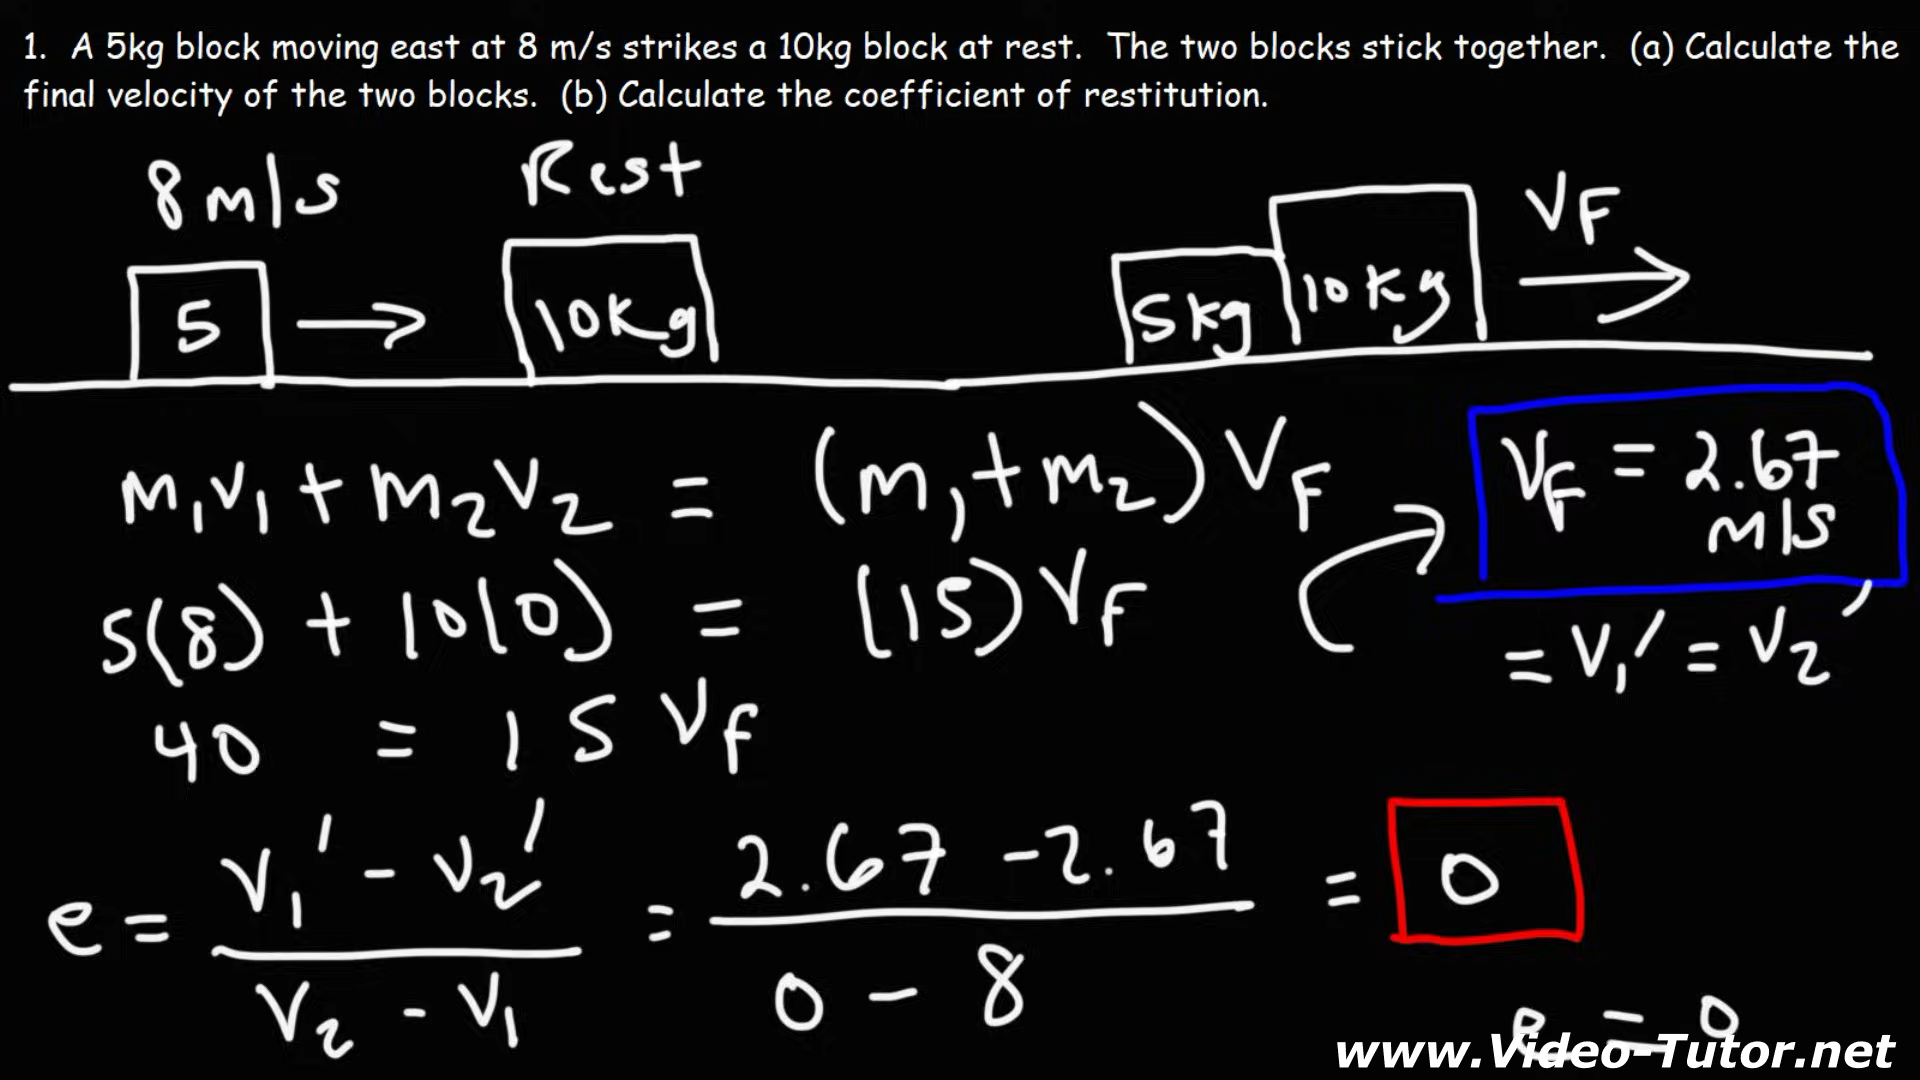 1. A 5kg block moving east at 8 m/s strikes a 10kg block at rest. The two blocks stick together. (a) Calculate the
final velocity of the two blocks. (b) Calculate the coefficient of restitution.
8 m/s Rest VF
5 → 10kg 5kg 10kg →
m₁v₁ + m₂v₂ = (m₁+m₂) VF
VF = 2.67
m/s
5(8) + 10(0) = (15) VF
= V₁' = V₂'
40 = 15 Vf
e = V₁' - V₂' / V₂ - V₁ = 2.67 - 2.67 / 0 - 8 = 0
e = 0
www.Video-Tutor.net